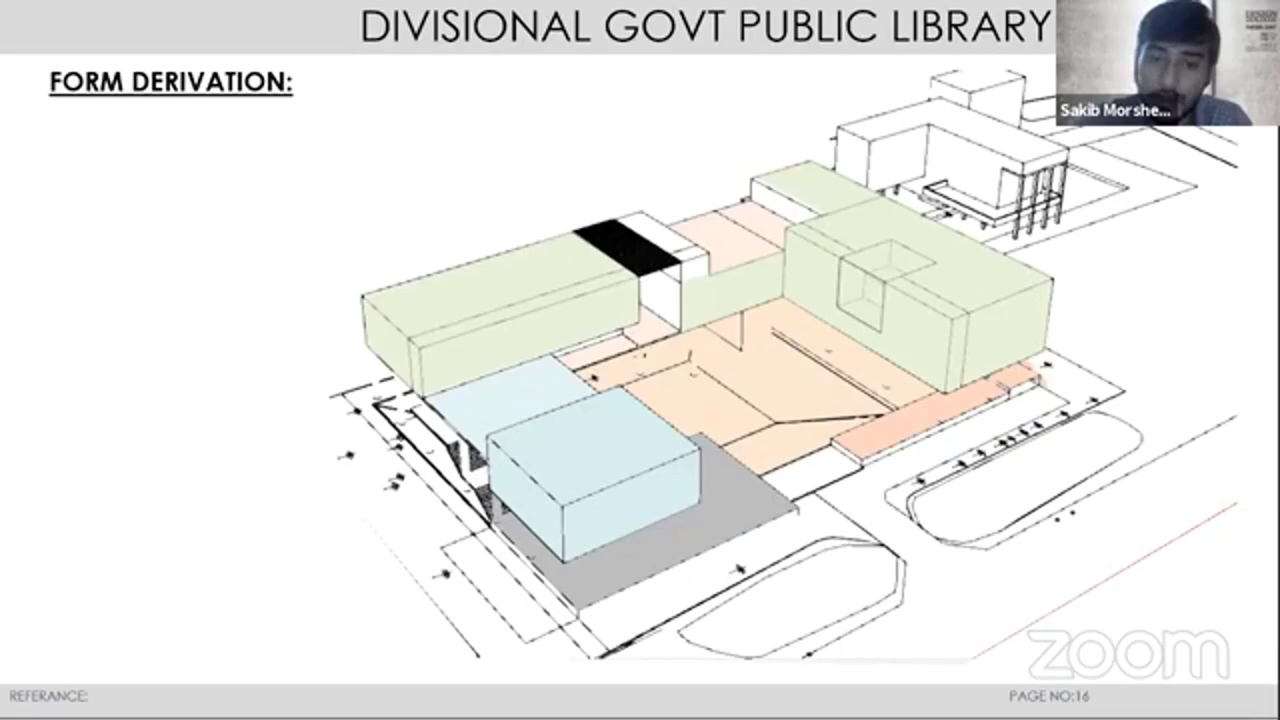 DIVISIONAL GOVT PUBLIC LIBRARY
FORM DERIVATION:
Sakib Morshe...
zoom
REFERANCE:
PAGE NO:16